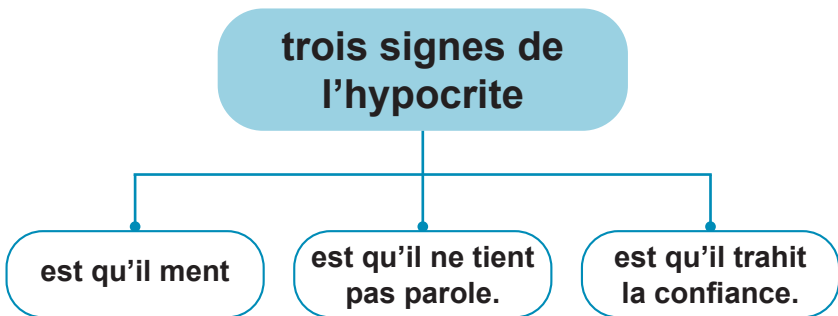 trois signes de
l’hypocrite
est qu’il ment
est qu’il ne tient
pas parole.
est qu’il trahit
la confiance.